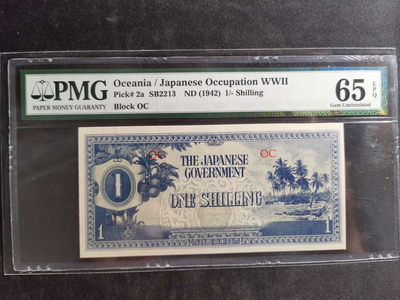 PMG
PAPER MONEY GUARANTY
Oceania / Japanese Occupation WWII
Pick# 2a SB2213 ND (1942) 1/- Shilling
Block OC
65 EPQ
Gem Uncirculated
OC OC
THE JAPANESE
GOVERNMENT
1
ONE SHILLING
1 1